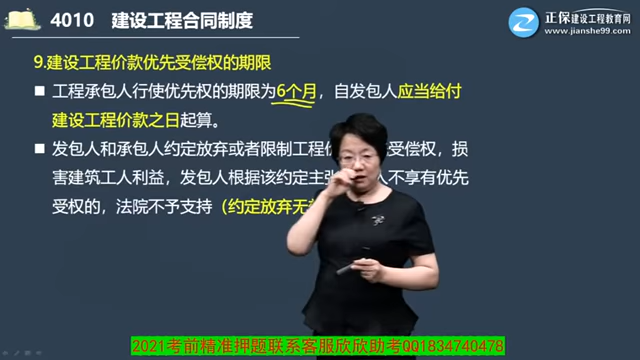 4010 建设工程合同制度
正保建设工程教育网
www.jianshe99.com
9.建设工程价款优先受偿权的期限
工程承包人行使优先权的期限为6个月，自发包人应当给付
建设工程价款之日起算。
发包人和承包人约定放弃或者限制工程价 受偿权，损
害建筑工人利益，发包人根据该约定主张 人不享有优先
受权的，法院不予支持（约定放弃无
2021考前精准押题联系客服欣欣助考QQ1834740478